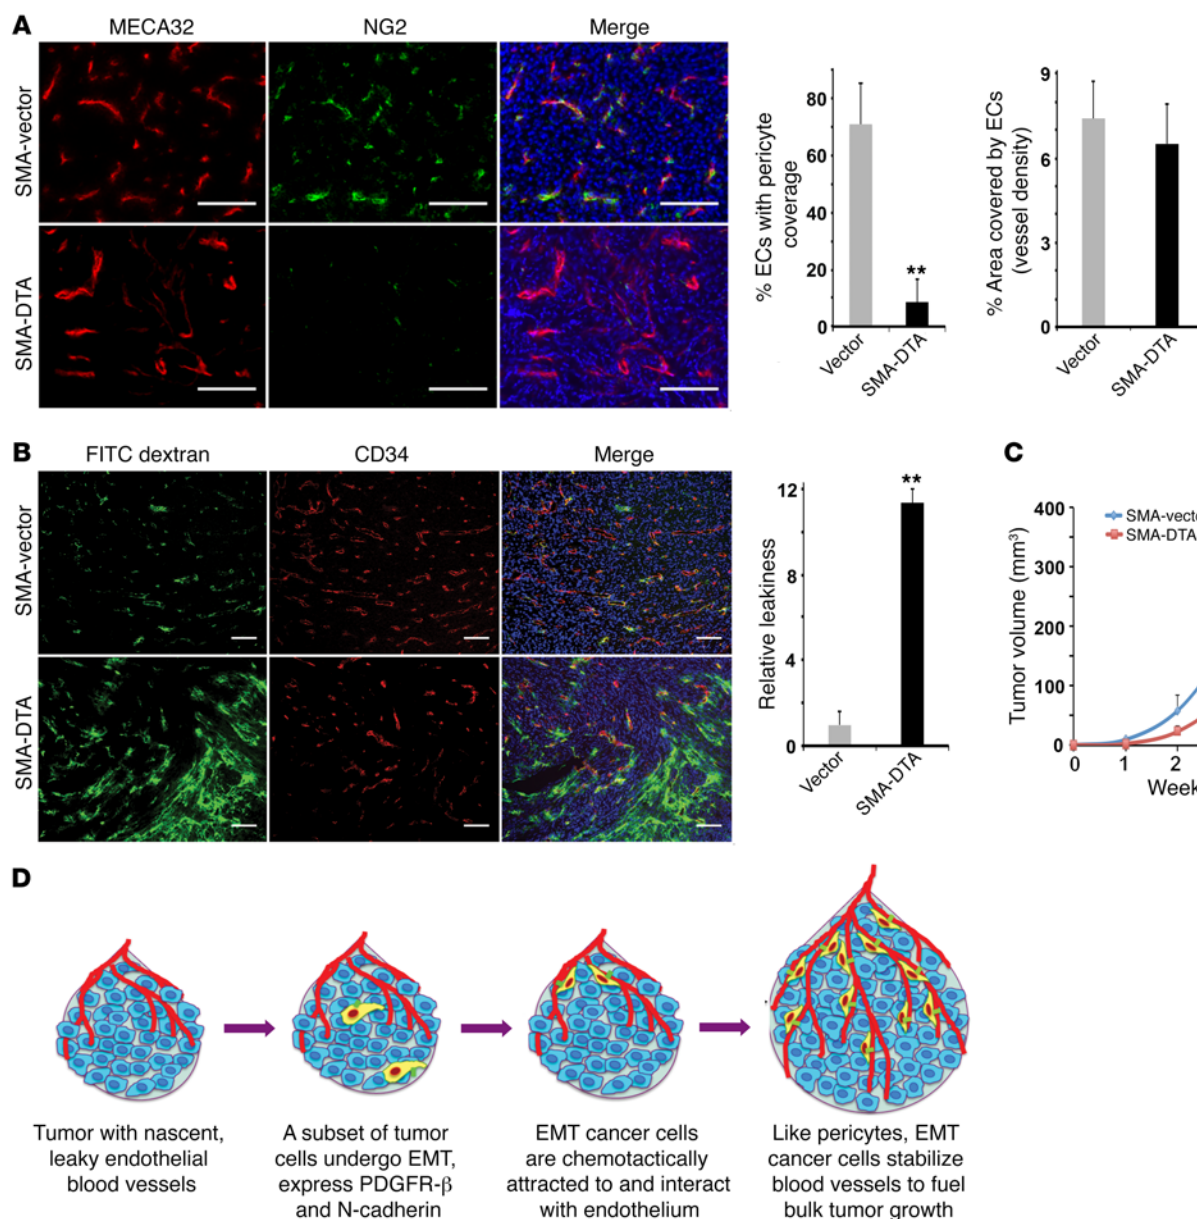 A
MECA32
NG2
Merge
SMA-vector
SMA-DTA
% ECs with pericyte
coverage
80
60
40
20
0
**
Vector
SMA-DTA
% Area covered by ECs
(vessel density)
9
6
3
0
Vector
SMA-DTA
B
FITC dextran
CD34
Merge
SMA-vector
SMA-DTA
Relative leakiness
12
8
4
0
**
Vector
SMA-DTA
C
Tumor volume (mm³)
400
300
200
100
0
SMA-vecto
SMA-DTA
0
1
2
Week
D
Tumor with nascent,
leaky endothelial
blood vessels
A subset of tumor
cells undergo EMT,
express PDGFR-β
and N-cadherin
EMT cancer cells
are chemotactically
attracted to and interact
with endothelium
Like pericytes, EMT
cancer cells stabilize
blood vessels to fuel
bulk tumor growth